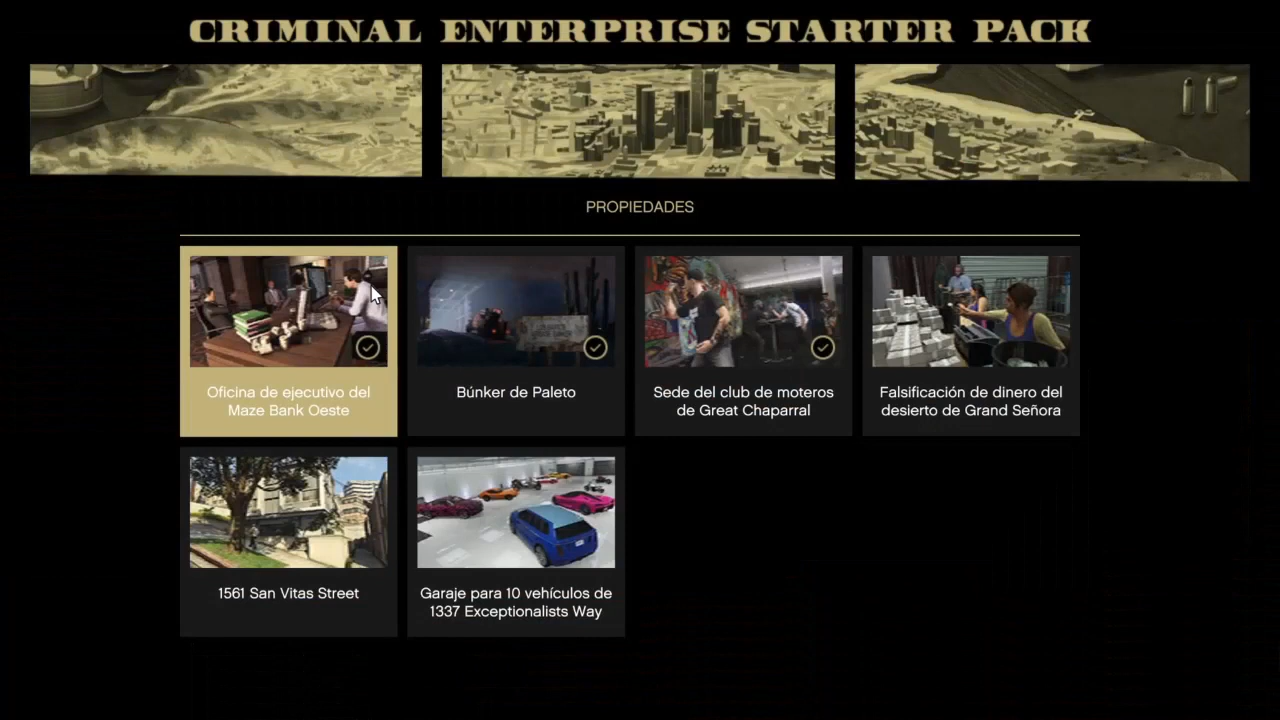 CRIMINAL ENTERPRISE STARTER PACK
PROPIEDADES
Oficina de ejecutivo del
Maze Bank Oeste
Búnker de Paleto
Sede del club de moteros
de Great Chaparral
Falsificación de dinero del
desierto de Grand Señora
1561 San Vitas Street
Garaje para 10 vehículos de
1337 Exceptionalists Way